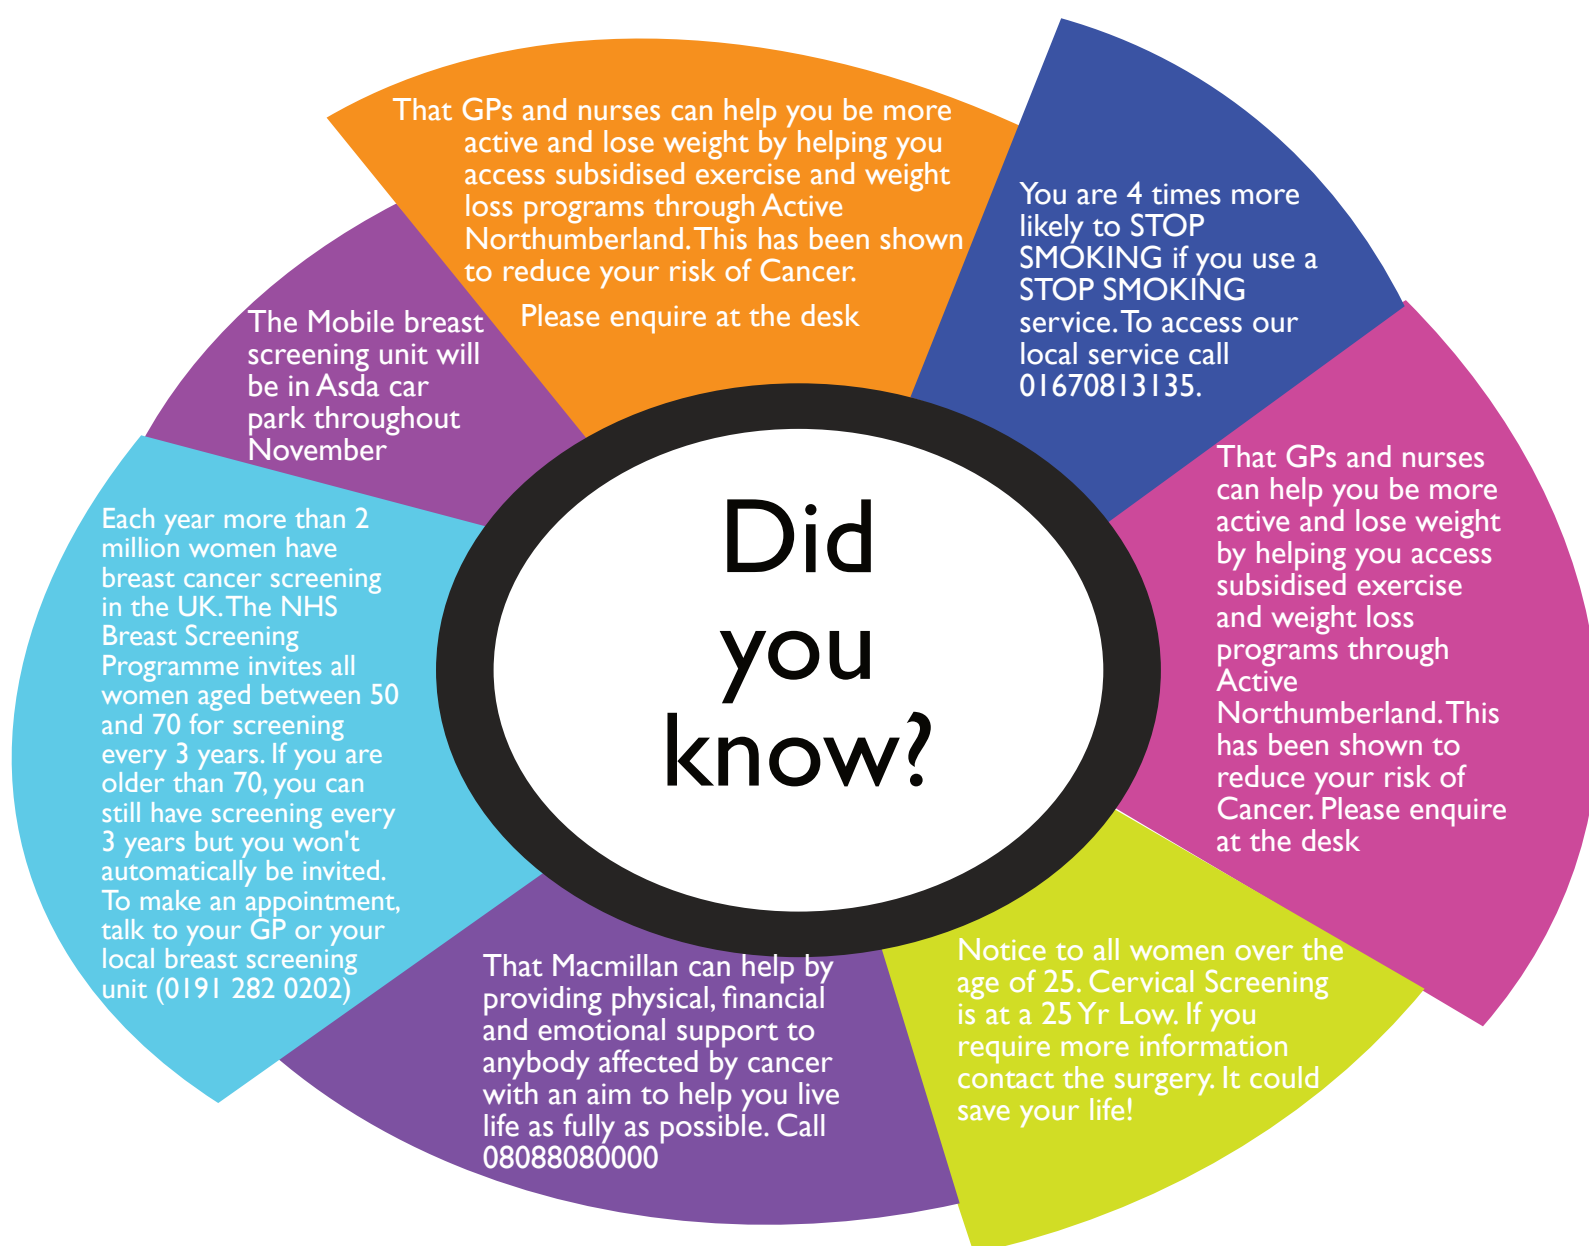 Did
you
know?
That GPs and nurses can help you be more
active and lose weight by helping you
access subsidised exercise and weight
loss programs through Active
Northumberland. This has been shown
to reduce your risk of Cancer.
Please enquire at the desk
You are 4 times more
likely to STOP
SMOKING if you use a
STOP SMOKING
service. To access our
local service call
01670813135.
That GPs and nurses
can help you be more
active and lose weight
by helping you access
subsidised exercise
and weight loss
programs through
Active
Northumberland. This
has been shown to
reduce your risk of
Cancer. Please enquire
at the desk
Notice to all women over the
age of 25. Cervical Screening
is at a 25 Yr Low. If you
require more information
contact the surgery. It could
save your life!
That Macmillan can help by
providing physical, financial
and emotional support to
anybody affected by cancer
with an aim to help you live
life as fully as possible. Call
08088080000
Each year more than 2
million women have
breast cancer screening
in the UK. The NHS
Breast Screening
Programme invites all
women aged between 50
and 70 for screening
every 3 years. If you are
older than 70, you can
still have screening every
3 years but you won't
automatically be invited.
To make an appointment,
talk to your GP or your
local breast screening
unit (0191 282 0202)
The Mobile breast
screening unit will
be in Asda car
park throughout
November